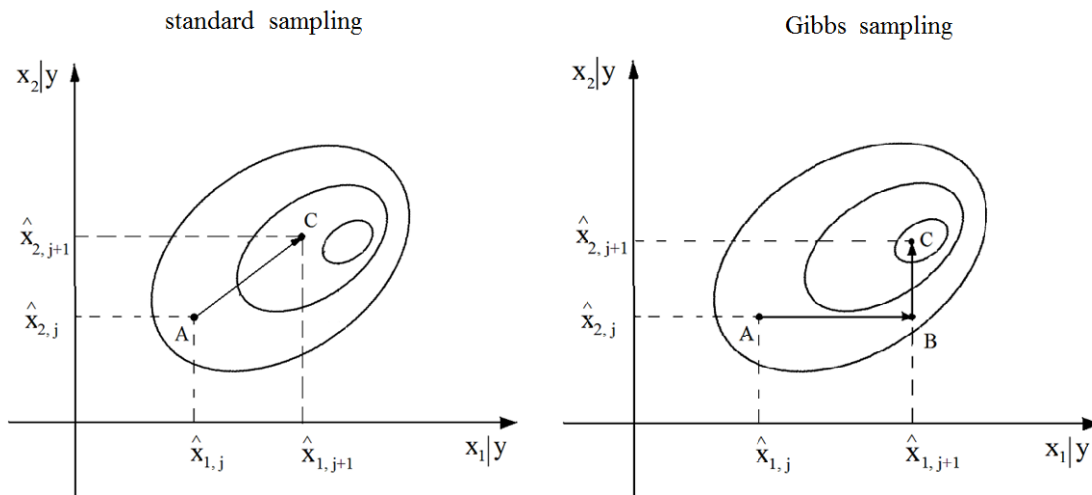 standard sampling
x₂|y
x̂₂, ⱼ₊₁
x̂₂, ⱼ
C
A
x̂₁, ⱼ
x̂₁, ⱼ₊₁
x₁|y
Gibbs sampling
x₂|y
x̂₂, ⱼ₊₁
x̂₂, ⱼ
C
A
B
x̂₁, ⱼ
x̂₁, ⱼ₊₁
x₁|y